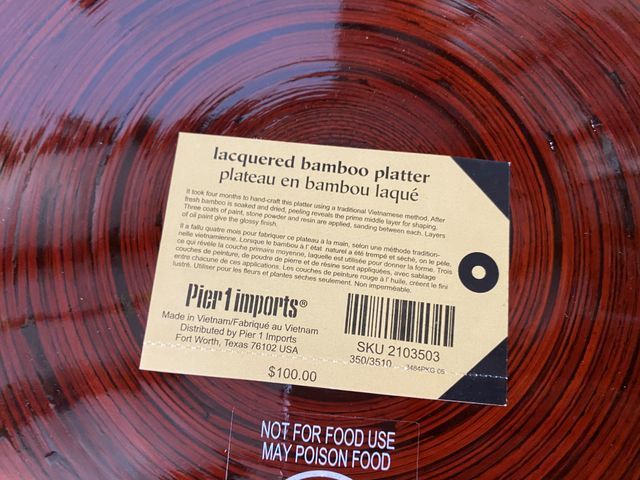 lacquered bamboo platter
plateau en bambou laqué
It took four months to hand-craft this platter using a traditional Vietnamese method. After
fresh bamboo is soaked and dried, peeling reveals the prime middle layer for shaping.
Three coats of paint, stone powder and resin are applied, sanding between each. Layers
of oil paint give the glossy finish.
Il a fallu quatre mois pour fabriquer ce plateau à la main, selon une méthode tradition-
nelle vietnamienne. Lorsque le bambou à l' état naturel a été trempé et séché, on le pèle,
ce qui révèle la couche primaire moyenne, laquelle est utilisée pour donner la forme. Trois
couches de peinture, de poudre de pierre et de résine sont appliquées, avec sablage
entre chacune de ces applications. Les couches de peinture rouge à l' huile. créent le fini
lustré. Utiliser pour les fleurs et plantes séches seulement. Non imperméable.
Pier 1 imports®
Made in Vietnam/Fabriqué au Vietnam
Distributed by Pier 1 Imports
Fort Worth, Texas 76102 USA
SKU 2103503
350/3510
3484PKG 05
$100.00
NOT FOR FOOD USE
MAY POISON FOOD